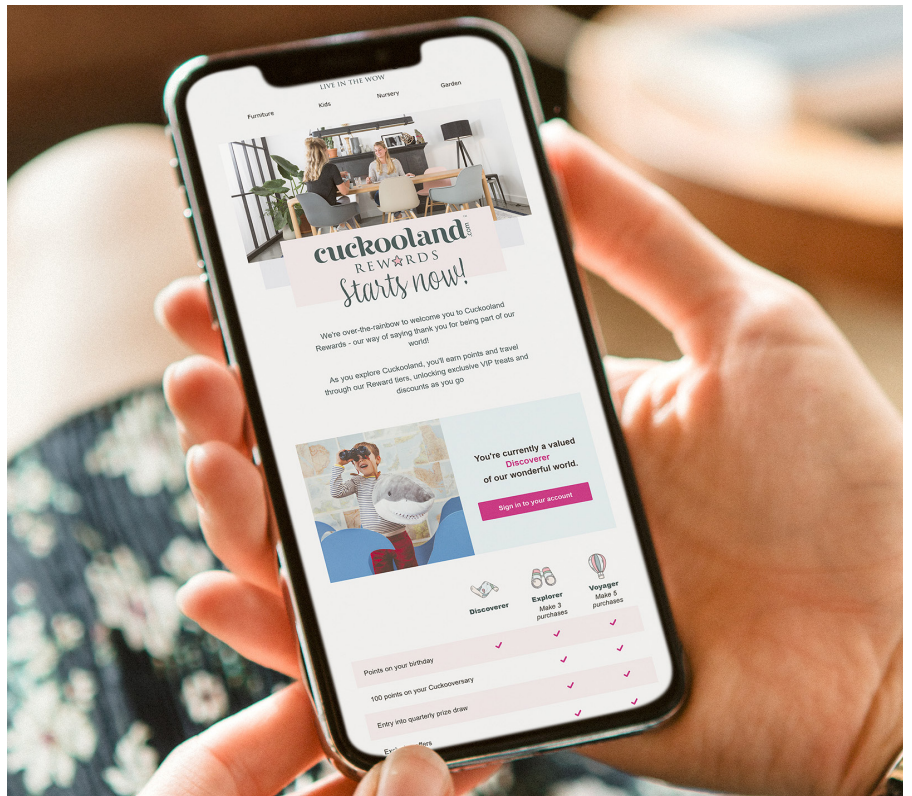 LIVE IN THE WOW
Furniture Kids Nursery Garden
cuckooland.com™
REWARDS
Starts now!
We're over-the-rainbow to welcome you to Cuckooland
Rewards - our way of saying thank you for being part of our
world!
As you explore Cuckooland, you'll earn points and travel
through our Reward tiers, unlocking exclusive VIP treats and
discounts as you go
You're currently a valued
Discoverer
of our wonderful world.
Sign in to your account
Discoverer
Explorer
Make 3
purchases
Voyager
Make 5
purchases
Points on your birthday
100 points on your Cuckooversary
Entry into quarterly prize draw